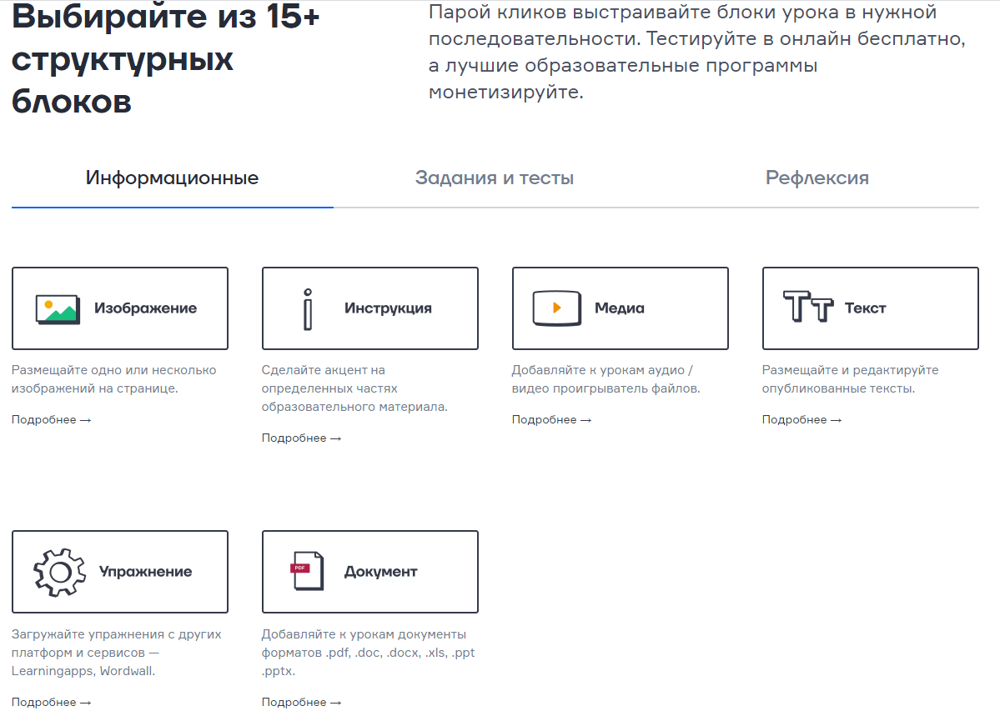 Выбирайте из 15+
структурных
блоков
Парой кликов выстраивайте блоки урока в нужной
последовательности. Тестируйте в онлайн бесплатно,
а лучшие образовательные программы
монетизируйте.
Информационные
Задания и тесты
Рефлексия
Изображение
Размещайте одно или несколько
изображений на странице.
Подробнее →
Инструкция
Сделайте акцент на
определенных частях
образовательного материала.
Подробнее →
Медиа
Добавляйте к урокам аудио /
видео проигрыватель файлов.
Подробнее →
Тт Текст
Размещайте и редактируйте
опубликованные тексты.
Подробнее →
Упражнение
Загружайте упражнения с других
платформ и сервисов —
Learningapps, Wordwall.
Подробнее →
PDF Документ
Добавляйте к урокам документы
форматов .pdf, .doc, .docx, .xls, .ppt
.pptx.
Подробнее →